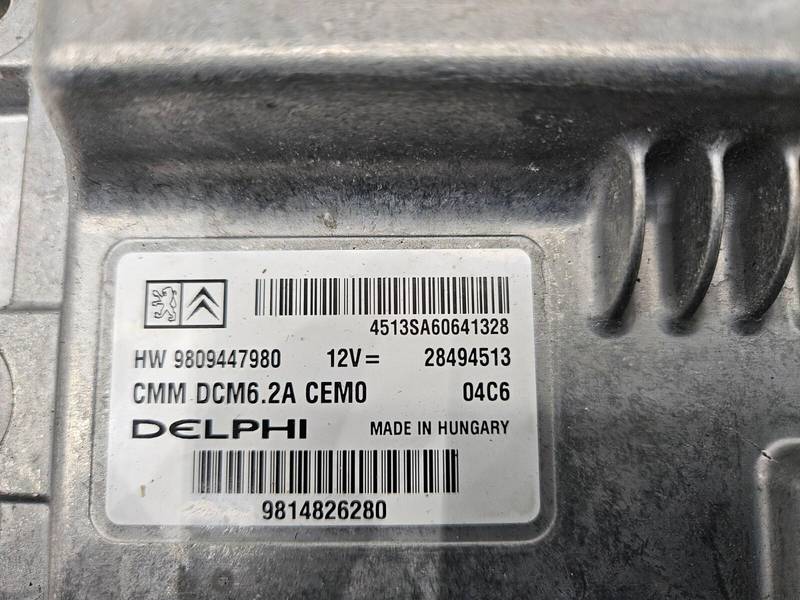 4513SA60641328
HW 9809447980 12V= 28494513
CMM DCM6.2A CEM0 04C6
DELPHI MADE IN HUNGARY
9814826280